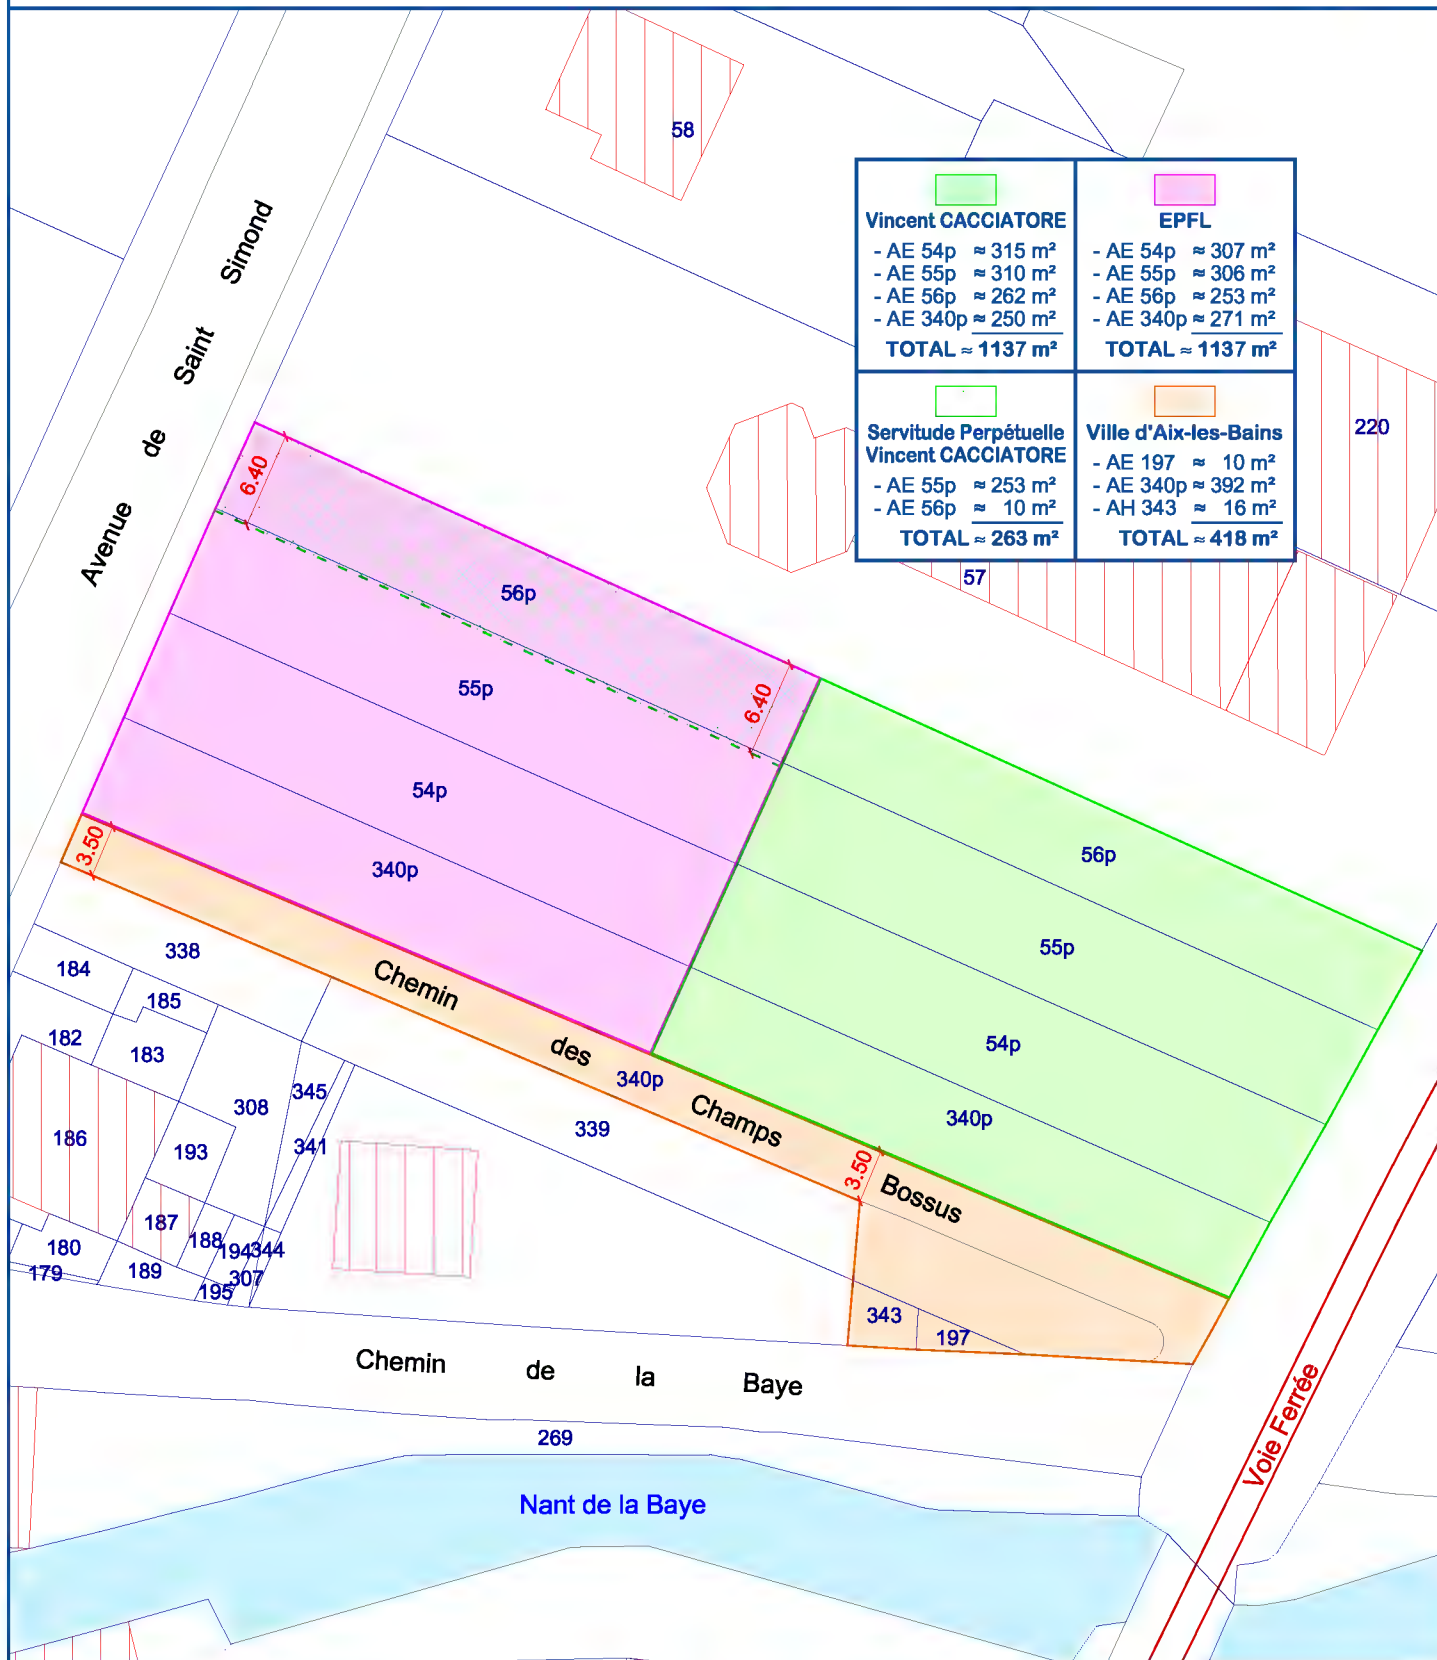 58
Vincent CACCIATORE
- AE 54p ≈ 315 m²
- AE 55p ≈ 310 m²
- AE 56p ≈ 262 m²
- AE 340p ≈ 250 m²
TOTAL ≈ 1137 m²
EPFL
- AE 54p ≈ 307 m²
- AE 55p ≈ 306 m²
- AE 56p ≈ 253 m²
- AE 340p ≈ 271 m²
TOTAL ≈ 1137 m²
Servitude Perpétuelle
Vincent CACCIATORE
- AE 55p ≈ 253 m²
- AE 56p ≈ 10 m²
TOTAL ≈ 263 m²
Ville d'Aix-les-Bains
- AE 197 ≈ 10 m²
- AE 340p ≈ 392 m²
- AH 343 ≈ 16 m²
TOTAL ≈ 418 m²
Avenue de Saint Simond
220
57
6.40
56p
55p
6.40
54p
340p
3.50
56p
55p
54p
340p
338
184
185
182
183
Chemin des Champs Bossus
340p
339
3.50
345
308
341
186
193
187
188
194
344
180
189
307
179
195
343
197
Chemin de la Baye
269
Nant de la Baye
Voie Ferrée